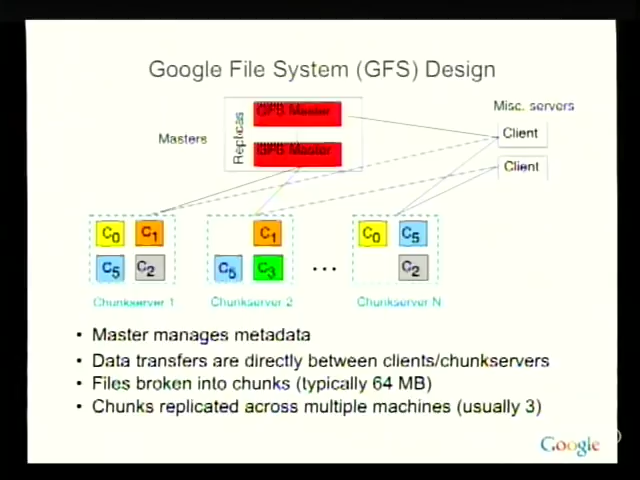 Google File System (GFS) Design
Misc. servers
Masters
Replicas
GFS Master
GFS Master
Client
Client
C0
C1
C5
C2
C1
C5
C3
...
C0
C5
C2
Chunkserver 1
Chunkserver 2
Chunkserver N
• Master manages metadata
• Data transfers are directly between clients/chunkservers
• Files broken into chunks (typically 64 MB)
• Chunks replicated across multiple machines (usually 3)
Google